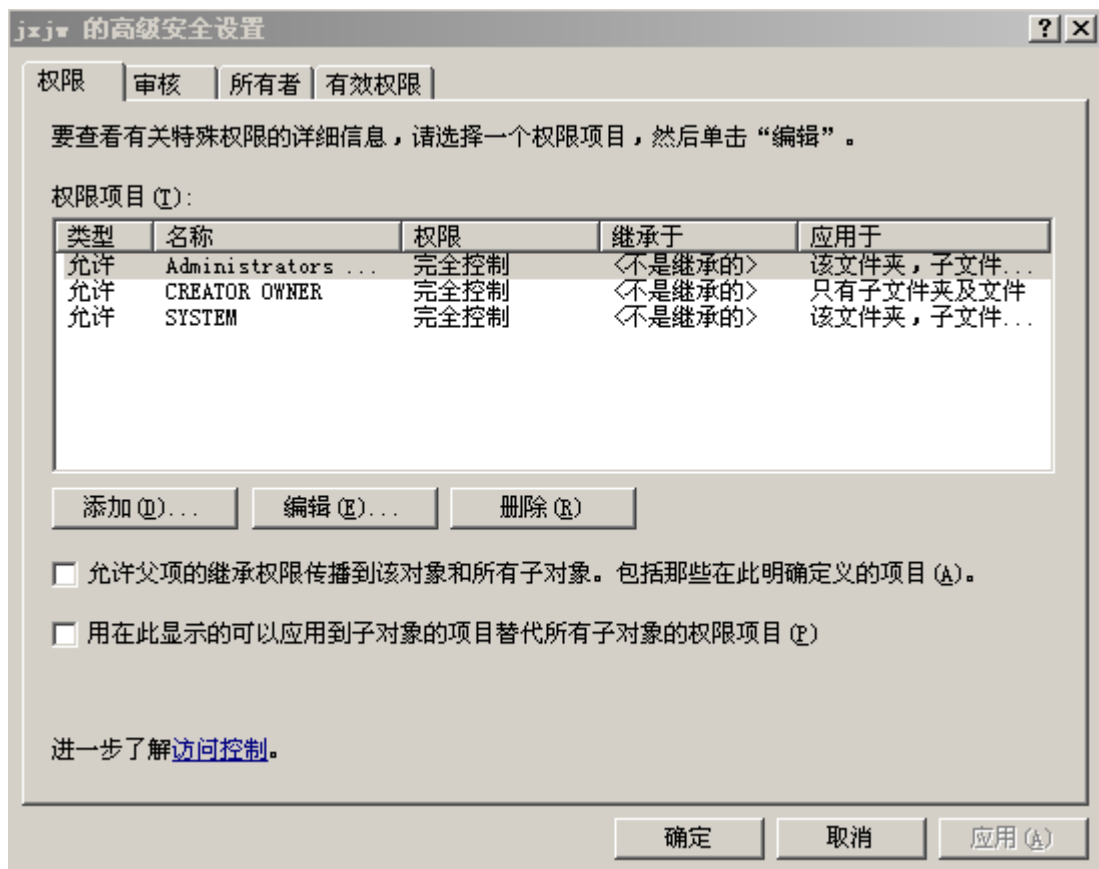 jxjw 的高级安全设置
权限 审核 所有者 有效权限
要查看有关特殊权限的详细信息，请选择一个权限项目，然后单击“编辑”。
权限项目(T):
类型 名称 权限 继承于 应用于
允许 Administrators ... 完全控制 <不是继承的> 该文件夹，子文件...
允许 CREATOR OWNER 完全控制 <不是继承的> 只有子文件夹及文件
允许 SYSTEM 完全控制 <不是继承的> 该文件夹，子文件...
添加(D)... 编辑(E)... 删除(R)
允许父项的继承权限传播到该对象和所有子对象。包括那些在此明确定义的项目(A)。
用在此显示的可以应用到子对象的项目替代所有子对象的权限项目(P)
进一步了解访问控制。
确定 取消 应用(A)